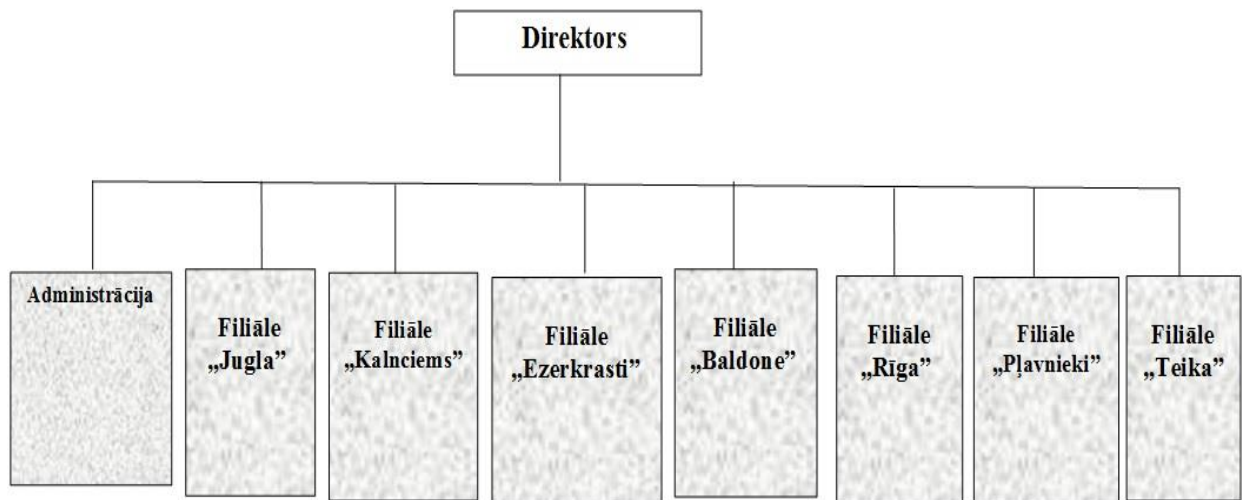 Direktors
Administrācija
Filiāle
„Jugla”
Filiāle
„Kalnciems”
Filiāle
„Ezerkrasti”
Filiāle
„Baldone”
Filiāle
„Rīga”
Filiāle
„Pļavnieki”
Filiāle
„Teika”